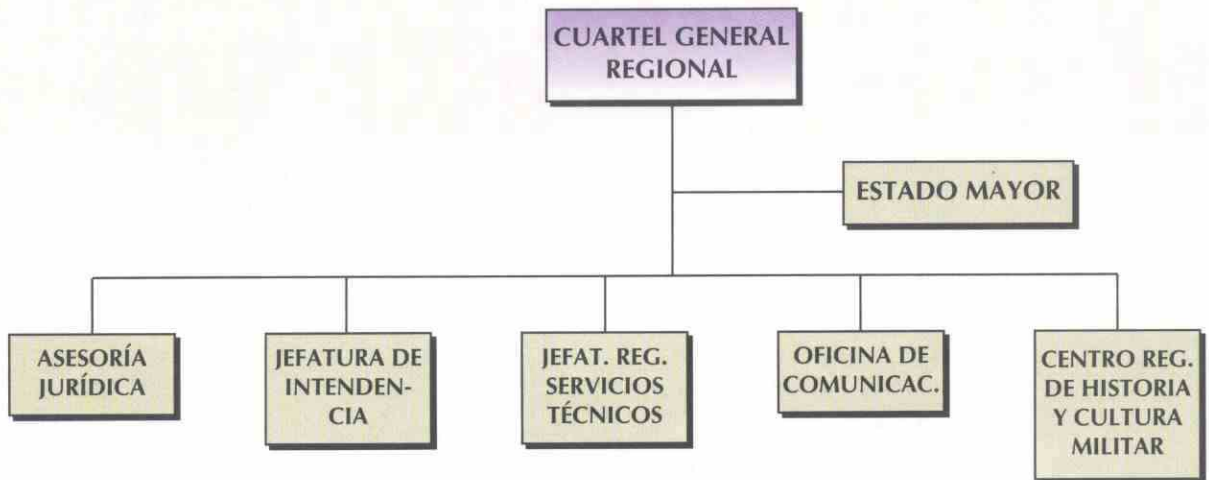 CUARTEL GENERAL
REGIONAL
ESTADO MAYOR
ASESORÍA
JURÍDICA
JEFATURA DE
INTENDEN-
CIA
JEFAT. REG.
SERVICIOS
TÉCNICOS
OFICINA DE
COMUNICAC.
CENTRO REG.
DE HISTORIA
Y CULTURA
MILITAR